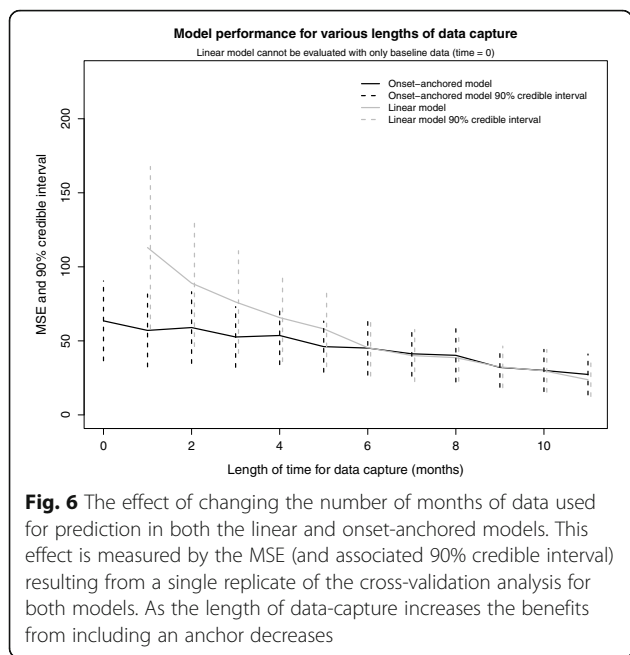 Model performance for various lengths of data capture
Linear model cannot be evaluated with only baseline data (time = 0)
Onset−anchored model
Onset−anchored model 90% credible interval
Linear model
Linear model 90% credible interval
MSE and 90% credible interval
200
150
100
50
0
0 2 4 6 8 10
Length of time for data capture (months)
Fig. 6 The effect of changing the number of months of data used
for prediction in both the linear and onset-anchored models. This
effect is measured by the MSE (and associated 90% credible interval)
resulting from a single replicate of the cross-validation analysis for
both models. As the length of data-capture increases the benefits
from including an anchor decreases